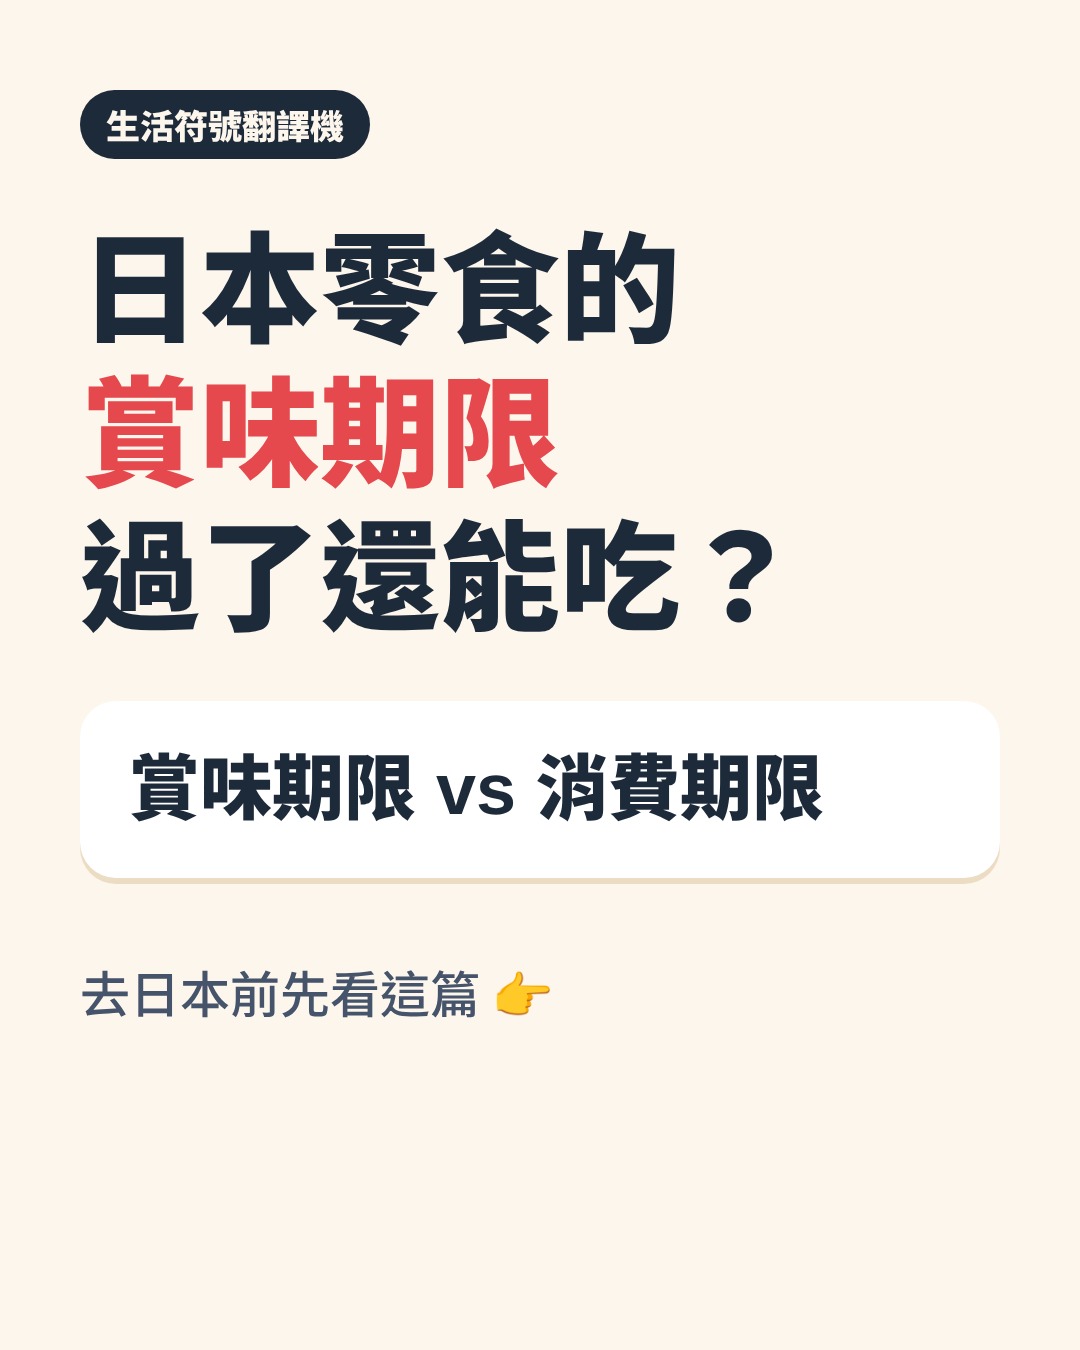 生活符號翻譯機
日本零食的
賞味期限
過了還能吃？
賞味期限 vs 消費期限
去日本前先看這篇 👉